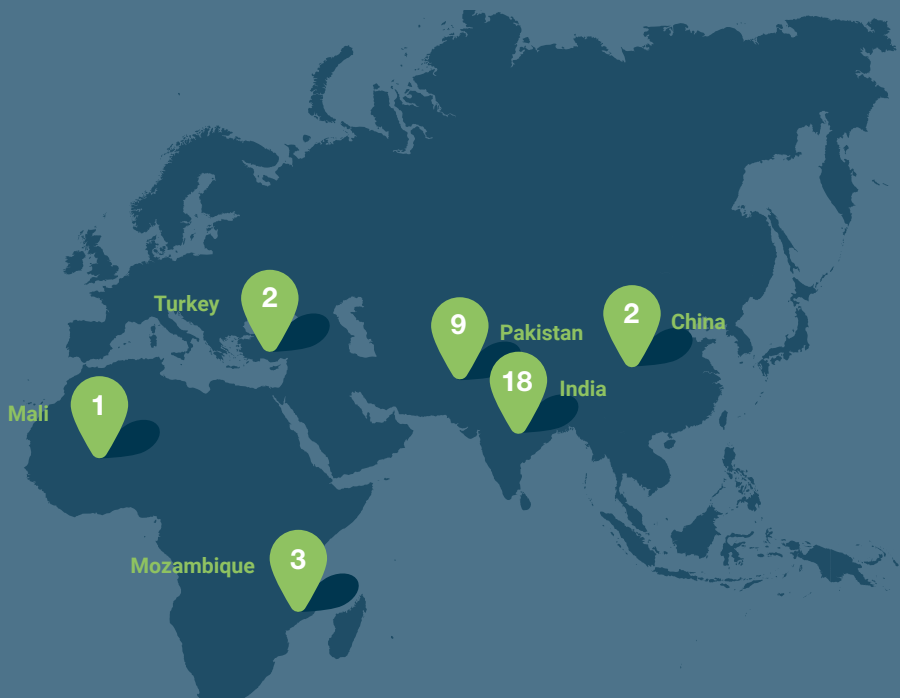 2
Turkey
9
Pakistan
2
China
18
India
1
Mali
3
Mozambique